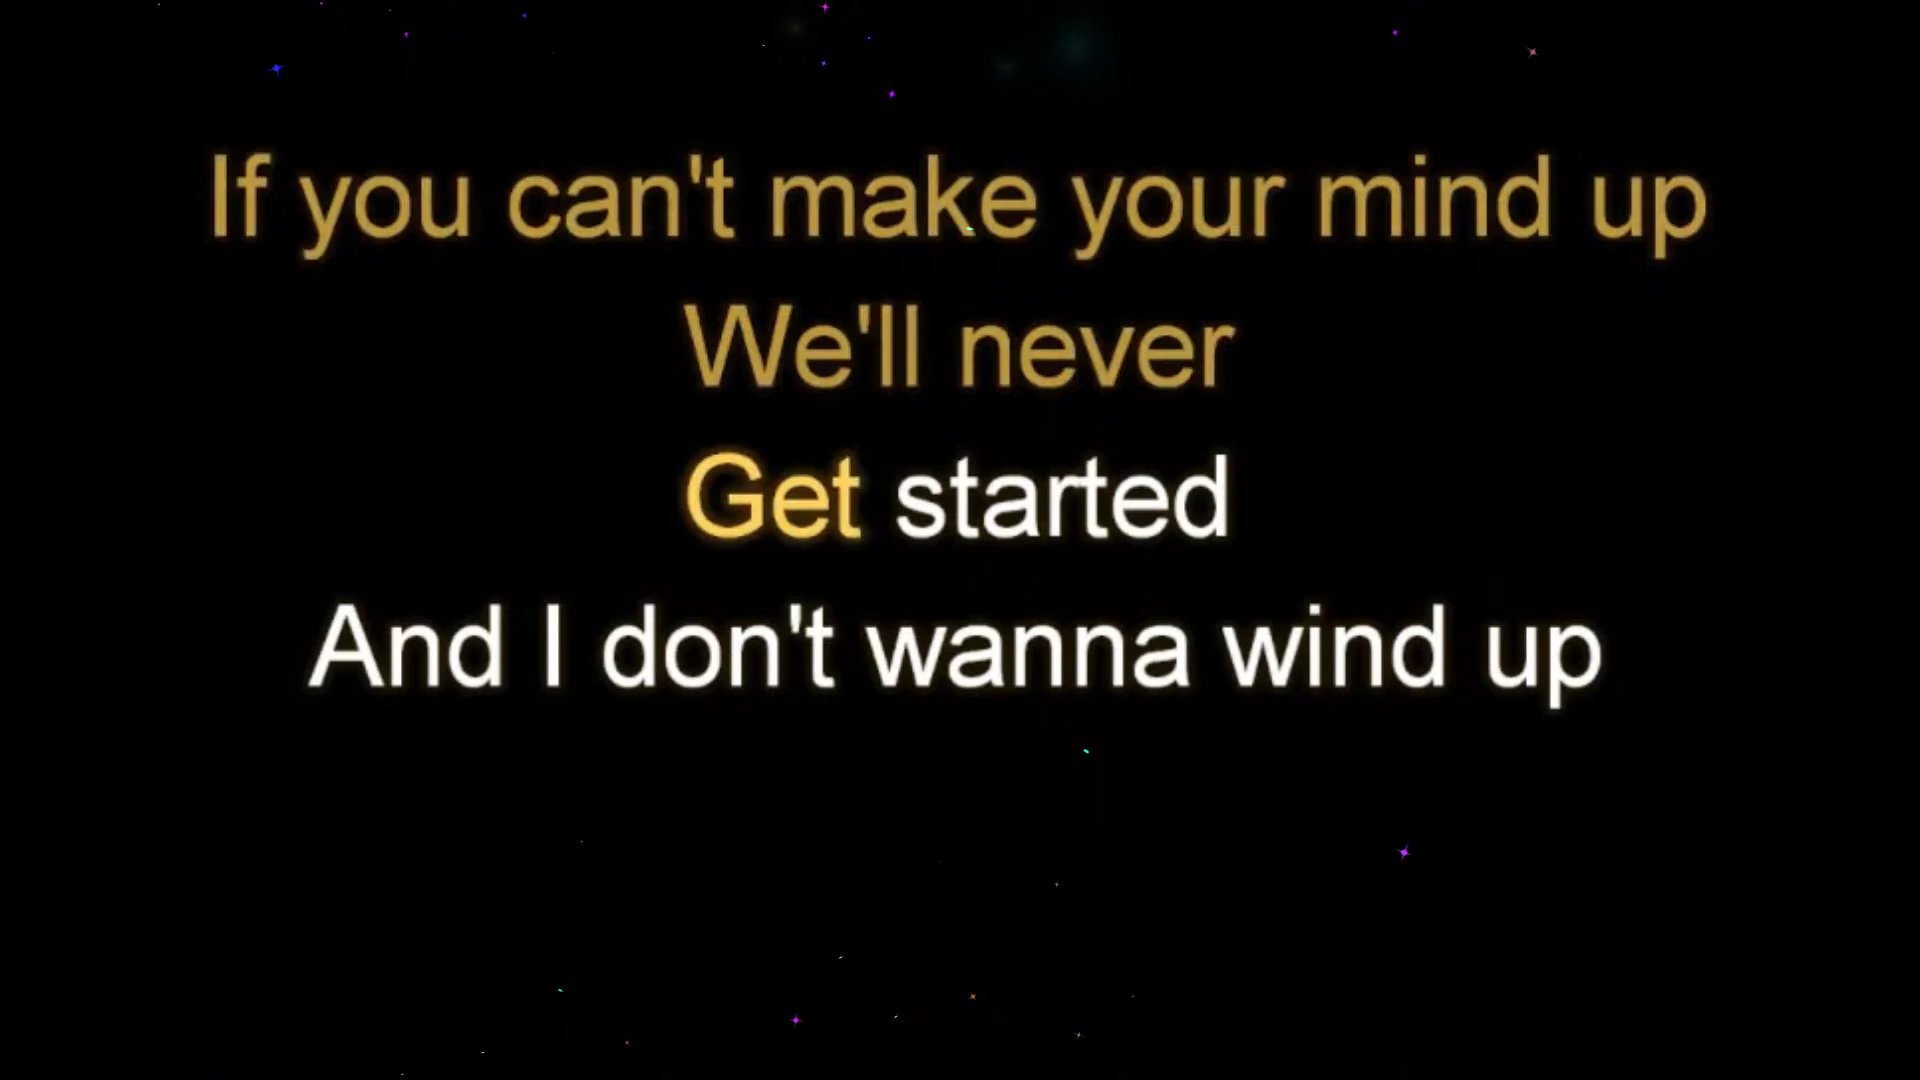 If you can't make your mind up
We'll never
Get started
And I don't wanna wind up